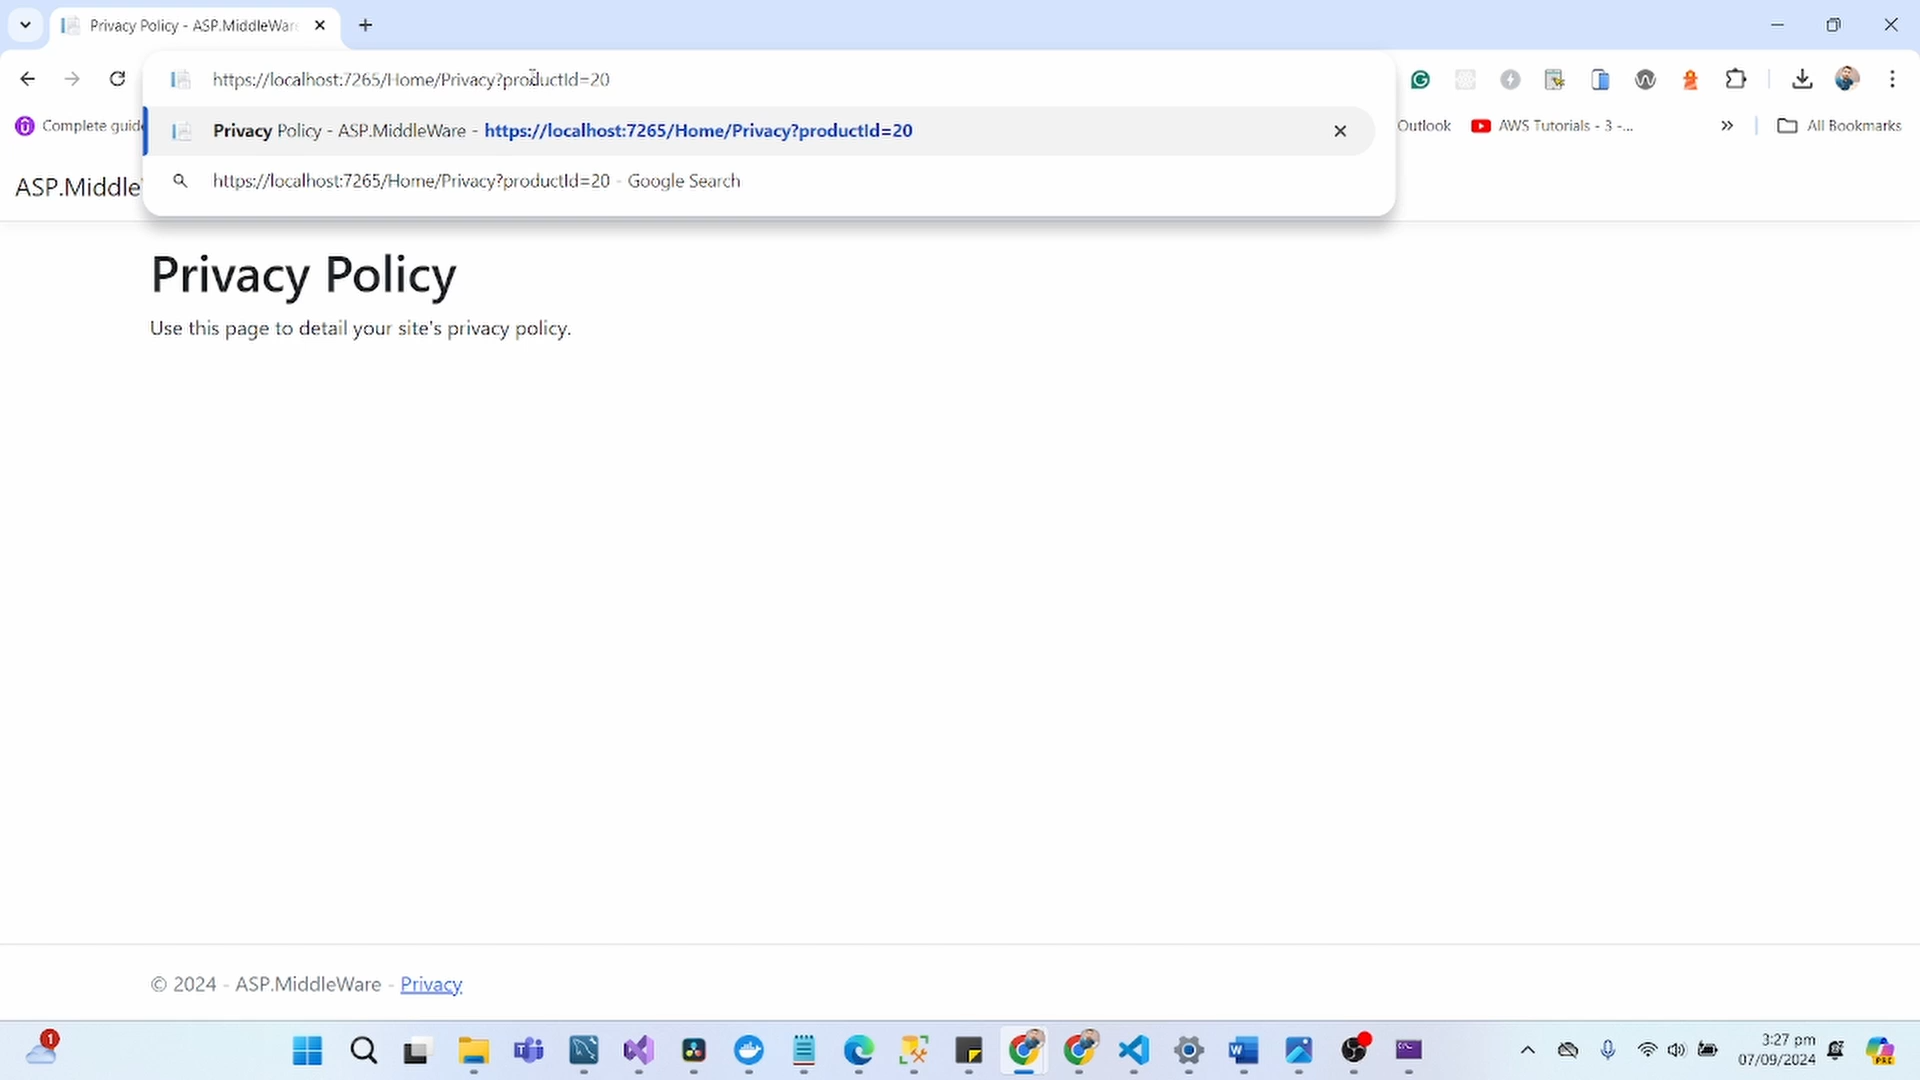 Privacy Policy - ASP.MiddleWar
https://localhost:7265/Home/Privacy?productId=20
Privacy Policy - ASP.MiddleWare - https://localhost:7265/Home/Privacy?productId=20
https://localhost:7265/Home/Privacy?productId=20 - Google Search
Complete guid
Outlook
AWS Tutorials - 3 -...
All Bookmarks
ASP.Middle
Privacy Policy
Use this page to detail your site's privacy policy.
© 2024 - ASP.MiddleWare - Privacy
1
3:27 pm
07/09/2024
PRE